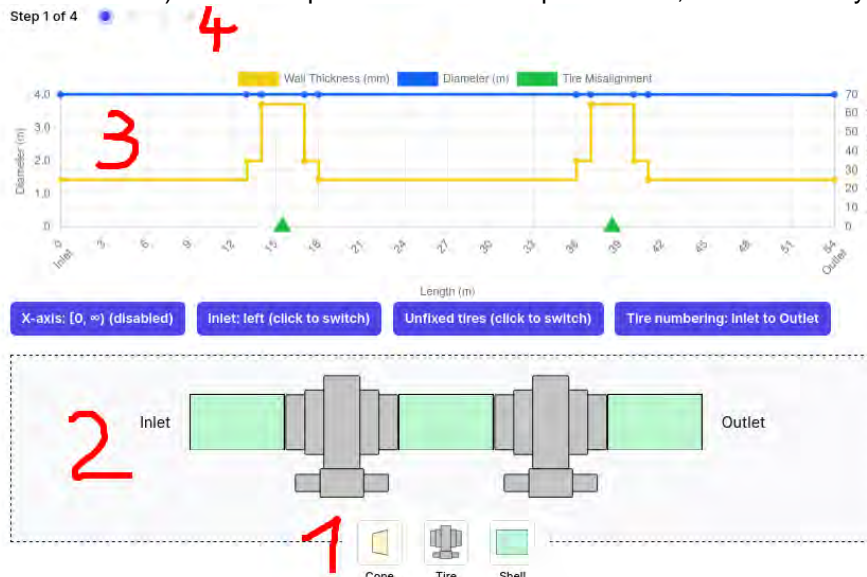 Step 1 of 4
4
Wall Thickness (mm) Diameter (m) Tire Misalignment
4.0 70
60
3.0 50
3
2.0 40
30
1.0 20
10
0 0
Diameter (m)
0 3 6 9 12 15 18 21 24 27 30 33 36 39 42 45 48 51 54
Inlet Outlet
Length (m)
X-axis: [0, ∞) (disabled) Inlet: left (click to switch) Unfixed tires (click to switch) Tire numbering: Inlet to Outlet
2
Inlet Outlet
1
Cone Tire Shell